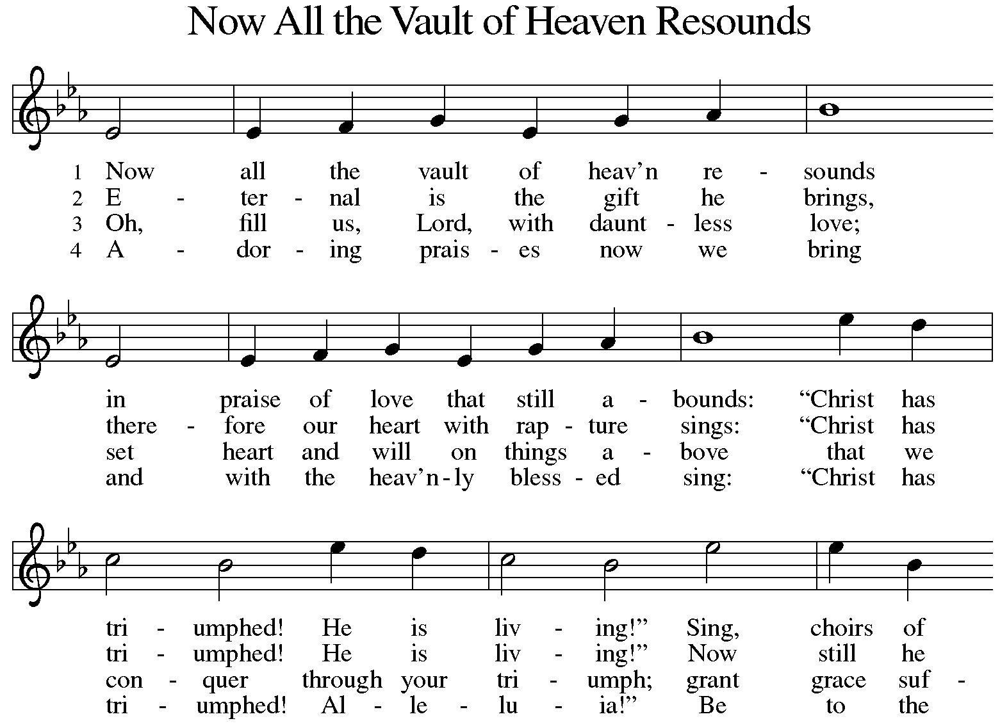 Now All the Vault of Heaven Resounds
1 Now all the vault of heav’n re - sounds
2 E - ter - nal is the gift he brings,
3 Oh, fill us, Lord, with daunt - less love;
4 A - dor - ing prais - es now we bring
in praise of love that still a - bounds: “Christ has
there - fore our heart with rap - ture sings: “Christ has
set heart and will on things a - bove that we
and with the heav’n - ly bless - ed sing: “Christ has
tri - umphed! He is liv - ing!” Sing, choirs of
tri - umphed! He is liv - ing!” Now still he
con - quer through your tri - umph; grant grace suf -
tri - umphed! Al - le - lu - ia!” Be to the